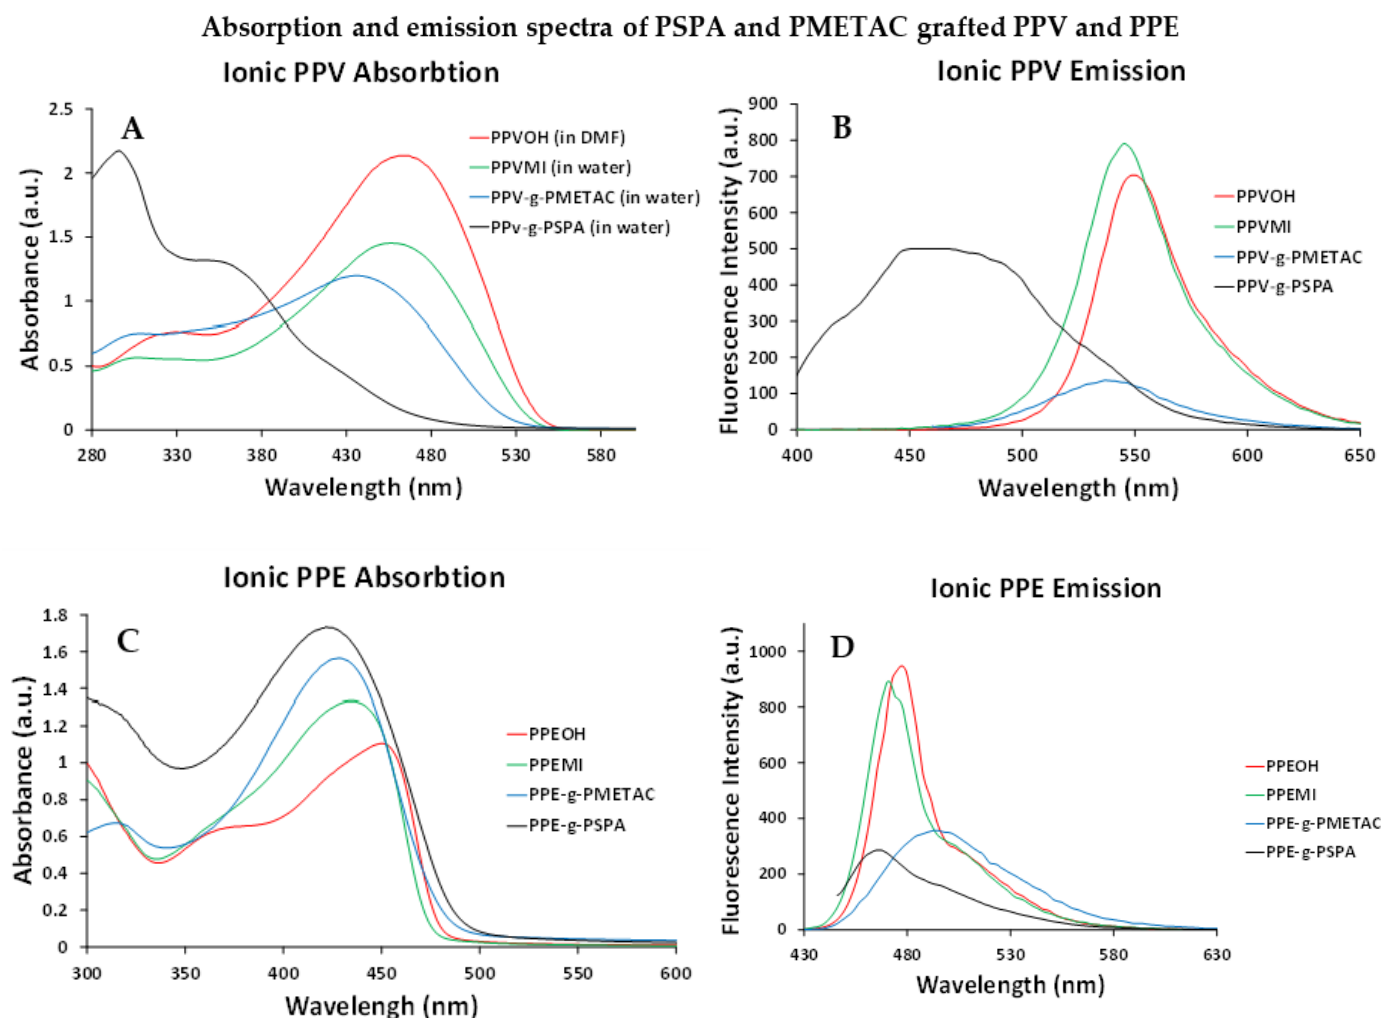 Absorption and emission spectra of PSPA and PMETAC grafted PPV and PPE
Ionic PPV Absorbtion
A
2.5
2
1.5
1
0.5
0
Absorbance (a.u.)
280 330 380 430 480 530 580
Wavelength (nm)
PPVOH (in DMF)
PPVMI (in water)
PPV-g-PMETAC (in water)
PPv-g-PSPA (in water)
Ionic PPV Emission
B
900
800
700
600
500
400
300
200
100
0
Fluorescence Intensity (a.u.)
400 450 500 550 600 650
Wavelength (nm)
PPVOH
PPVMI
PPV-g-PMETAC
PPV-g-PSPA
Ionic PPE Absorbtion
C
1.8
1.6
1.4
1.2
1
0.8
0.6
0.4
0.2
0
Absorbance (a.u.)
300 350 400 450 500 550 600
Wavelength (nm)
PPEOH
PPEMI
PPE-g-PMETAC
PPE-g-PSPA
Ionic PPE Emission
D
1000
800
600
400
200
0
Fluorescence Intensity (a.u.)
430 480 530 580 630
Wavelength (nm)
PPEOH
PPEMI
PPE-g-PMETAC
PPE-g-PSPA